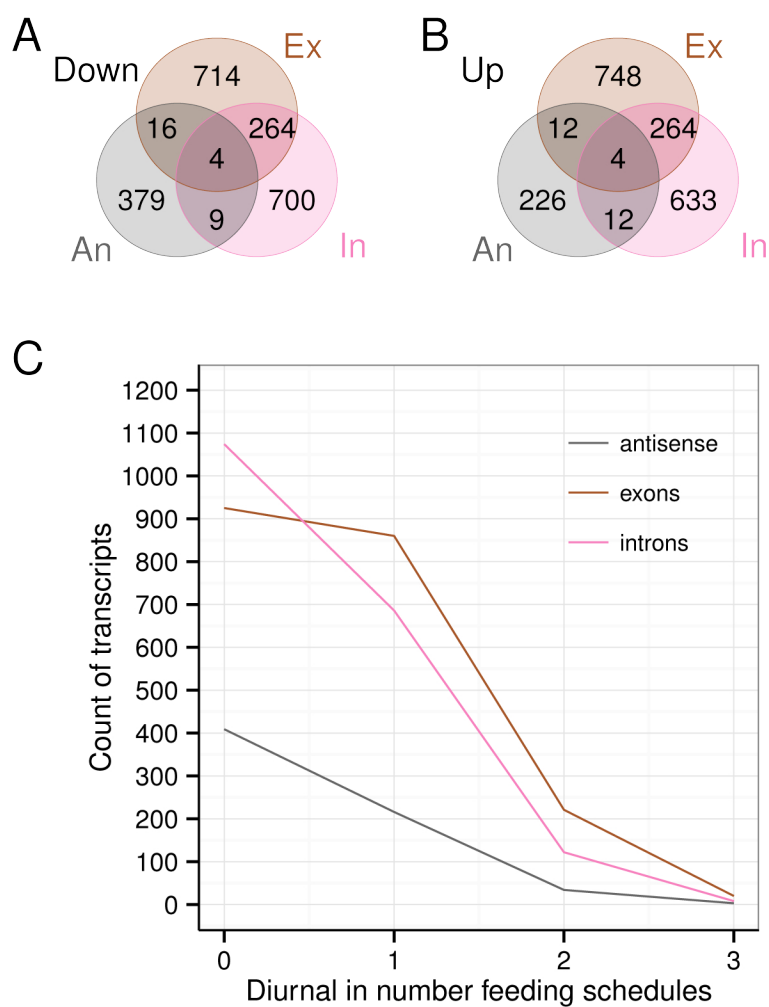 A
Down
Ex
714
16
264
4
379
9
700
An
In
B
Up
Ex
748
12
264
4
226
12
633
An
In
C
Count of transcripts
1200
1100
1000
900
800
700
600
500
400
300
200
100
0
antisense
exons
introns
0 1 2 3
Diurnal in number feeding schedules